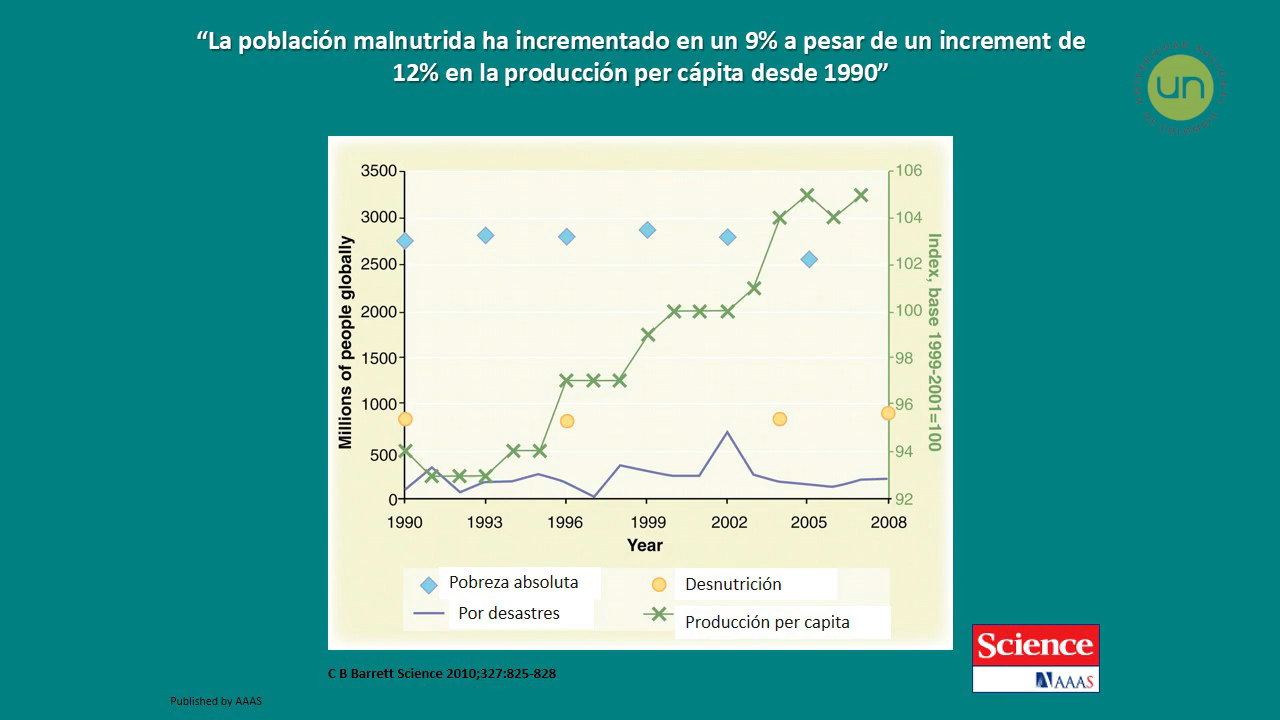 “La población malnutrida ha incrementado en un 9% a pesar de un increment de
12% en la producción per cápita desde 1990”
un
3500
3000
2500
2000
1500
1000
500
0
Millions of people globally
106
104
102
100
98
96
94
92
Index, base 1999-2001=100
1990 1993 1996 1999 2002 2005 2008
Year
Pobreza absoluta Desnutrición
Por desastres Producción per capita
C B Barrett Science 2010;327:825-828
Science
AAAS
Published by AAAS